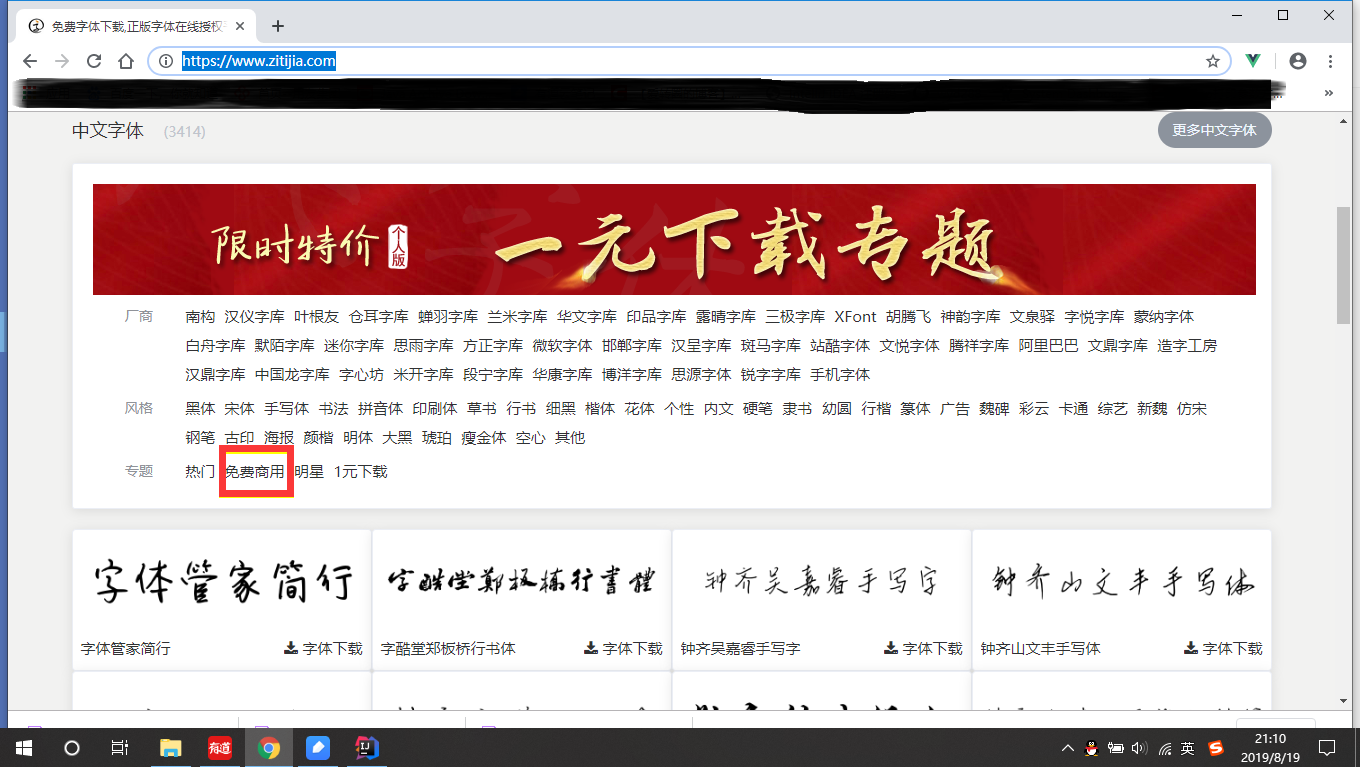 免费字体下载,正版字体在线授权
https://www.zitijia.com
中文字体 (3414)
更多中文字体
限时特价 个人版 一元下载专题
厂商 南构 汉仪字库 叶根友 仓耳字库 蝉羽字库 兰米字库 华文字库 印品字库 露晴字库 三极字库 XFont 胡腾飞 神韵字库 文泉驿 字悦字库 蒙纳字体
白舟字库 默陌字库 迷你字库 思雨字库 方正字库 微软字体 邯郸字库 汉呈字库 斑马字库 站酷字体 文悦字体 腾祥字库 阿里巴巴 文鼎字库 造字工房
汉鼎字库 中国龙字库 字心坊 米开字库 段宁字库 华康字库 博洋字库 思源字体 锐字字库 手机字体
风格 黑体 宋体 手写体 书法 拼音体 印刷体 草书 行书 细黑 楷体 花体 个性 内文 硬笔 隶书 幼圆 行楷 篆体 广告 魏碑 彩云 卡通 综艺 新魏 仿宋
钢笔 古印 海报 颜楷 明体 大黑 琥珀 瘦金体 空心 其他
专题 热门 免费商用 明星 1元下载
字体管家简行 字酷堂郑板桥行書體 钟齐吴嘉睿手写字 钟齐山文丰手写体
字体管家简行 字体下载 字酷堂郑板桥行书体 字体下载 钟齐吴嘉睿手写字 字体下载 钟齐山文丰手写体 字体下载
有道
英
21:10
2019/8/19